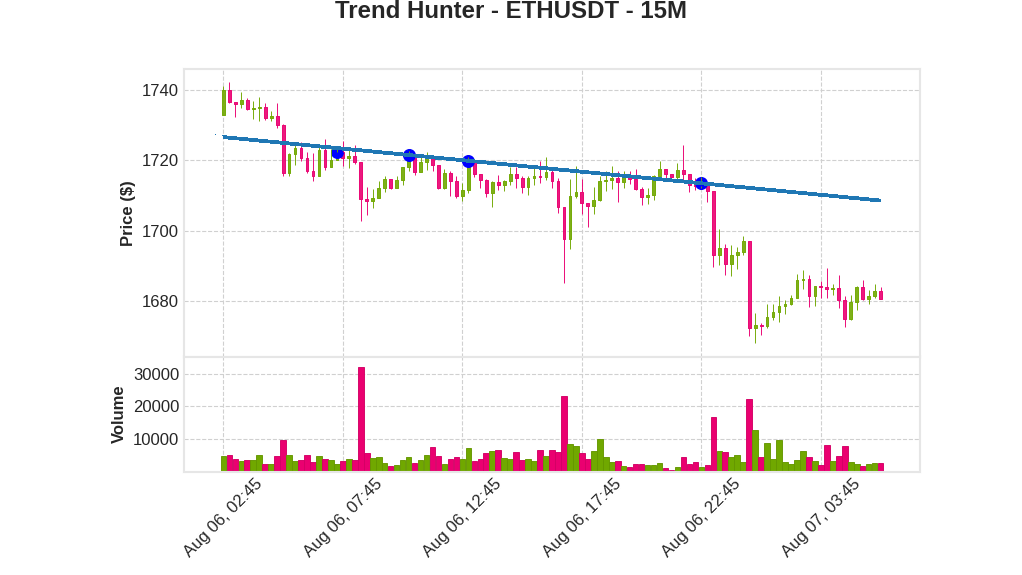 Trend Hunter - ETHUSDT - 15M
1740
1720
1700
1680
Price ($)
30000
20000
10000
Volume
Aug 06, 02:45
Aug 06, 07:45
Aug 06, 12:45
Aug 06, 17:45
Aug 06, 22:45
Aug 07, 03:45